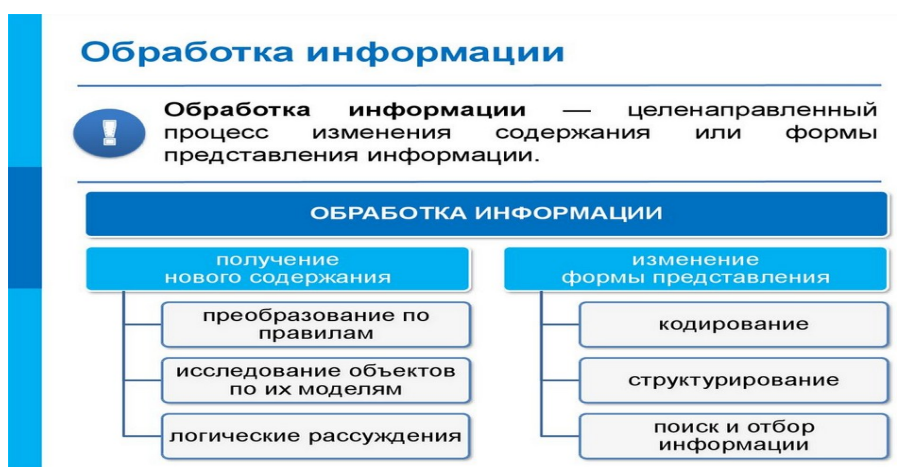 Обработка информации
Обработка информации — целенаправленный
процесс изменения содержания или формы
представления информации.
ОБРАБОТКА ИНФОРМАЦИИ
получение
нового содержания
преобразование по
правилам
исследование объектов
по их моделям
логические рассуждения
изменение
формы представления
кодирование
структурирование
поиск и отбор
информации